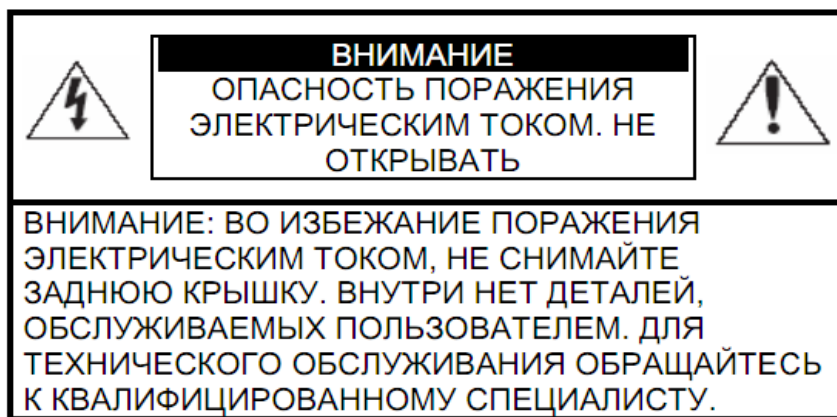 ВНИМАНИЕ
ОПАСНОСТЬ ПОРАЖЕНИЯ
ЭЛЕКТРИЧЕСКИМ ТОКОМ. НЕ
ОТКРЫВАТЬ
ВНИМАНИЕ: ВО ИЗБЕЖАНИЕ ПОРАЖЕНИЯ
ЭЛЕКТРИЧЕСКИМ ТОКОМ, НЕ СНИМАЙТЕ
ЗАДНЮЮ КРЫШКУ. ВНУТРИ НЕТ ДЕТАЛЕЙ,
ОБСЛУЖИВАЕМЫХ ПОЛЬЗОВАТЕЛЕМ. ДЛЯ
ТЕХНИЧЕСКОГО ОБСЛУЖИВАНИЯ ОБРАЩАЙТЕСЬ
К КВАЛИФИЦИРОВАННОМУ СПЕЦИАЛИСТУ.